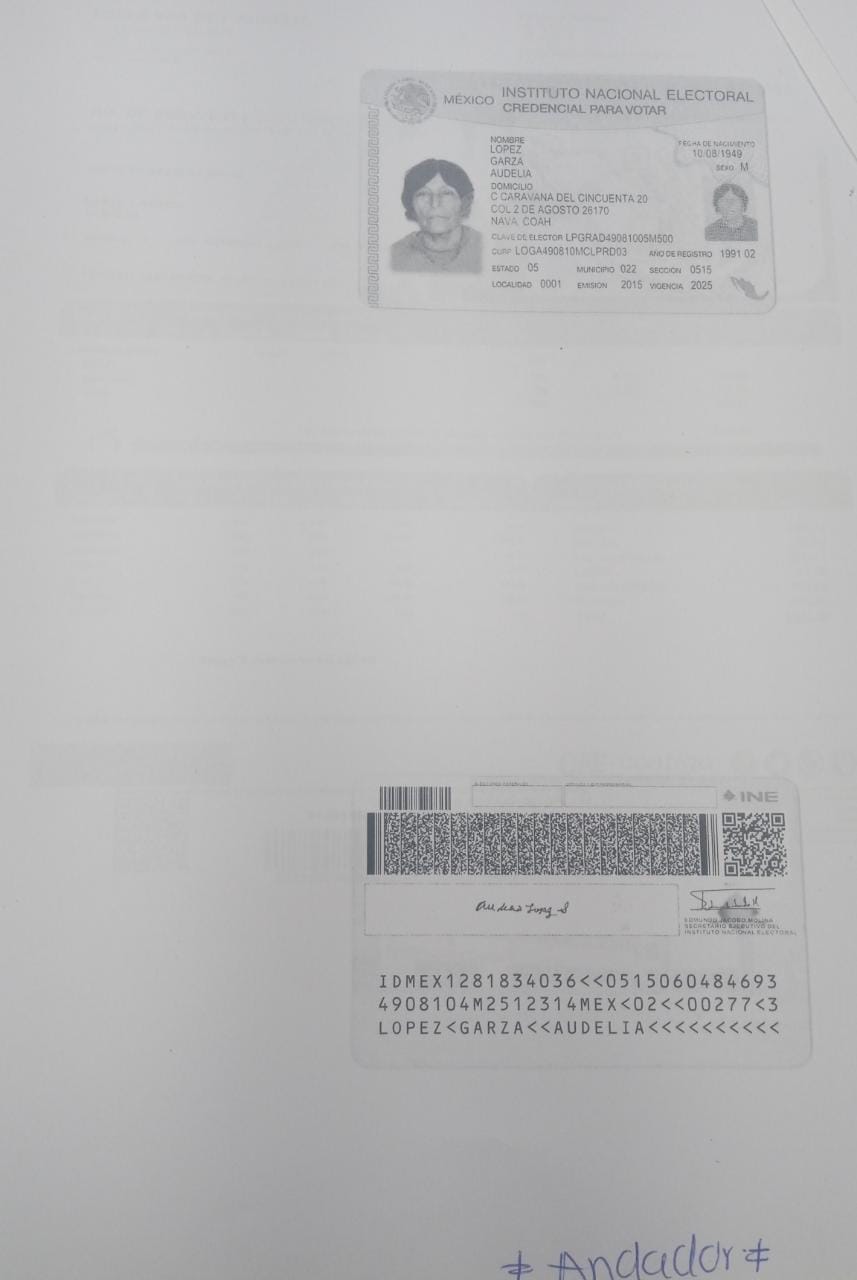 MÉXICO INSTITUTO NACIONAL ELECTORAL
CREDENCIAL PARA VOTAR
NOMBRE
LOPEZ
GARZA
AUDELIA
FECHA DE NACIMIENTO
10/08/1949
SEXO M
DOMICILIO
C CARAVANA DEL CINCUENTA 20
COL 2 DE AGOSTO 26170
NAVA, COAH.
CLAVE DE ELECTOR LPGRAD49081005M500
CURP LOGA490810MCLPRD03 AÑO DE REGISTRO 1991 02
ESTADO 05 MUNICIPIO 022 SECCIÓN 0515
LOCALIDAD 0001 EMISIÓN 2015 VIGENCIA 2025
INE
EDMUNDO JACOBO MOLINA
SECRETARIO EJECUTIVO DEL
INSTITUTO NACIONAL ELECTORAL
IDMEX1281834036<<0515060484693
4908104M2512314MEX<02<<00277<3
LOPEZ<GARZA<<AUDELIA<<<<<<<<<<
Andador